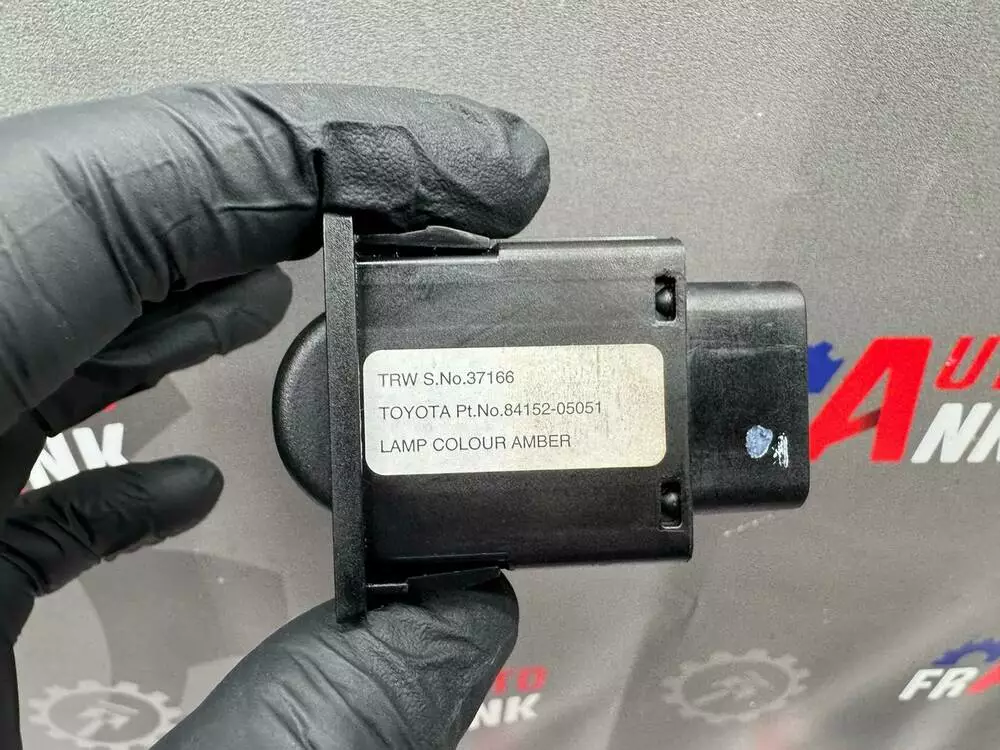 TRW S.No.37166
TOYOTA Pt.No.84152-05051
LAMP COLOUR AMBER